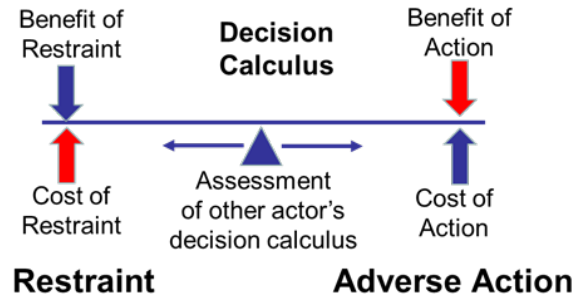 Benefit of
Restraint
Decision
Calculus
Benefit of
Action
Cost of
Restraint
Assessment
of other actor's
decision calculus
Cost of
Action
Restraint
Adverse Action